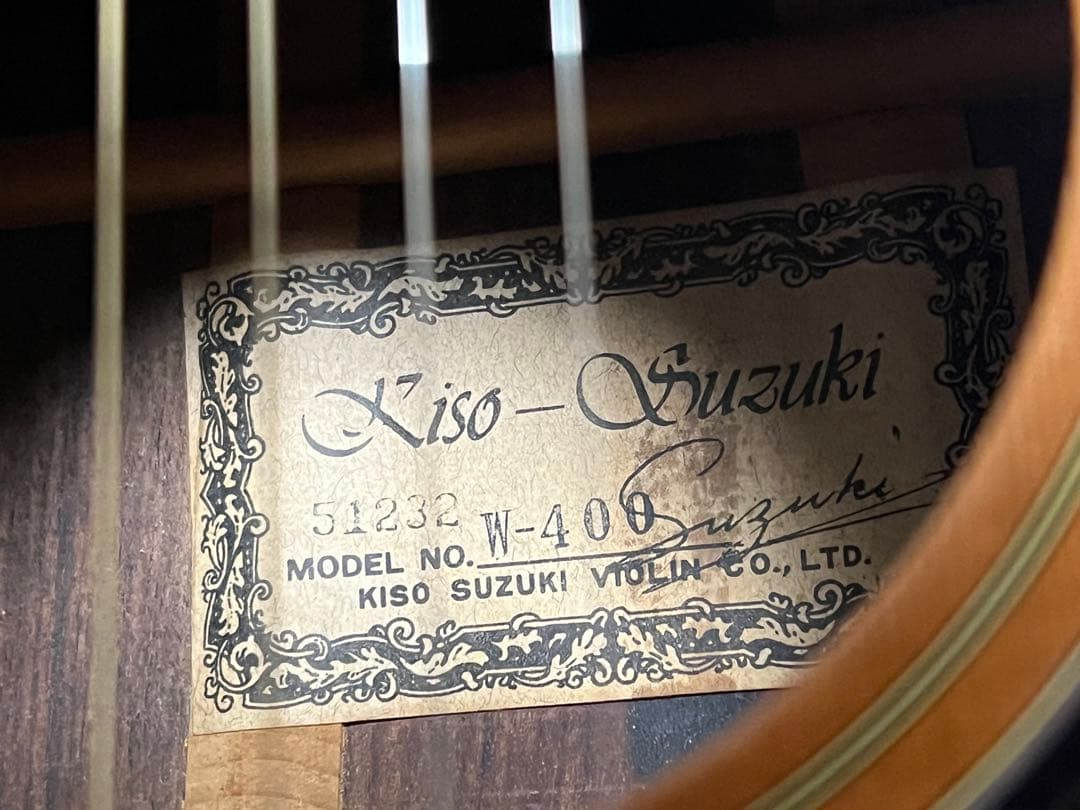 Kiso-Suzuki
Suzuki
51232
W-400
MODEL NO.
KISO SUZUKI VIOLIN CO., LTD.